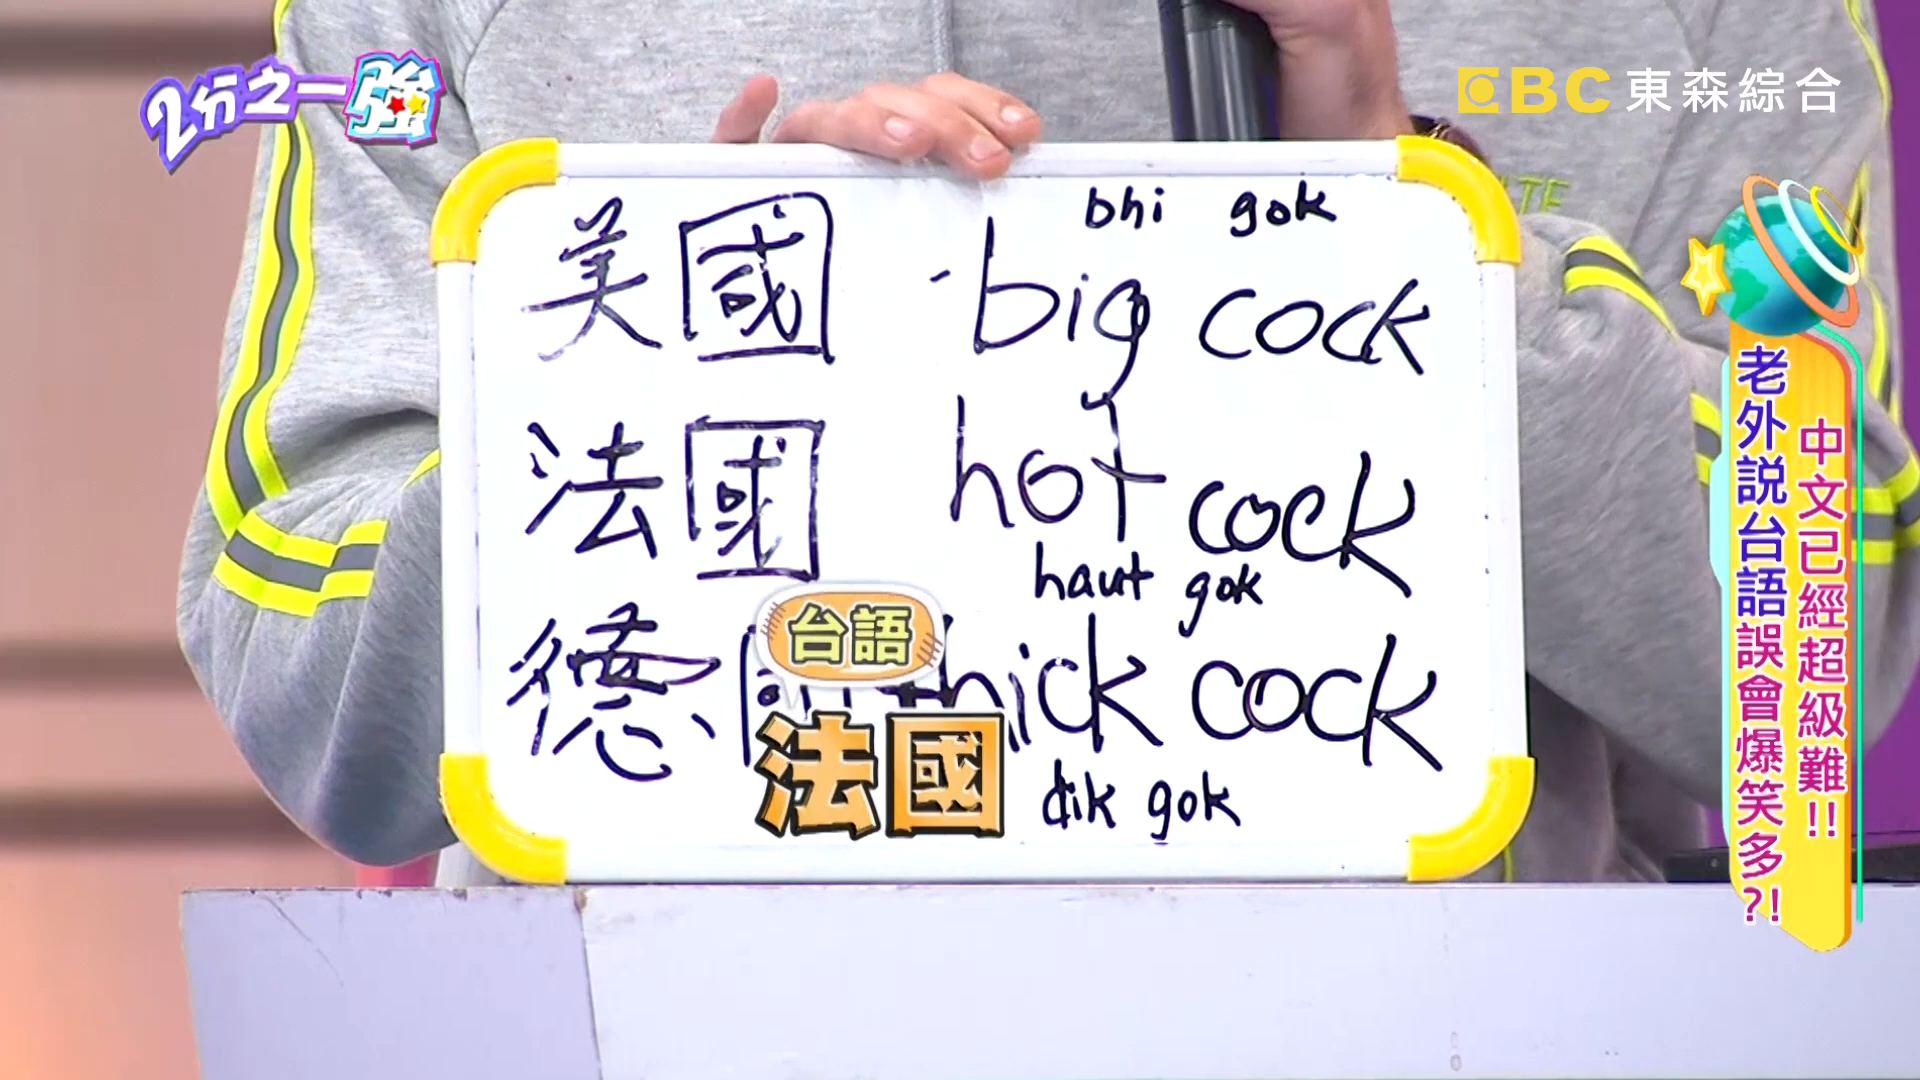 2分之一強
EBC 東森綜合
bhi gok
美國 big cock
法國 hot cock
haut gok
德 thick cock
dik gok
台語
法國
中文已經超級難!!
老外說台語誤會爆笑多?!